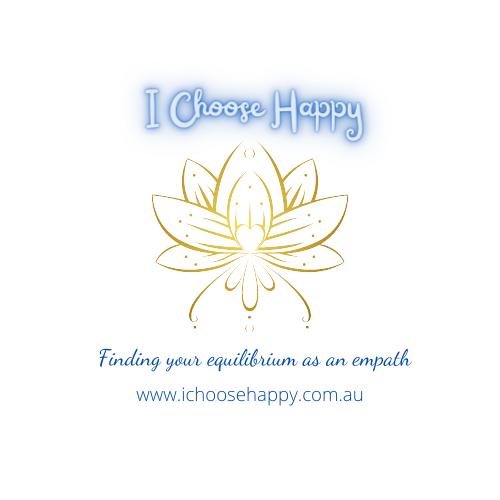 I Choose Happy
Finding your equilibrium as an empath
www.ichoosehappy.com.au